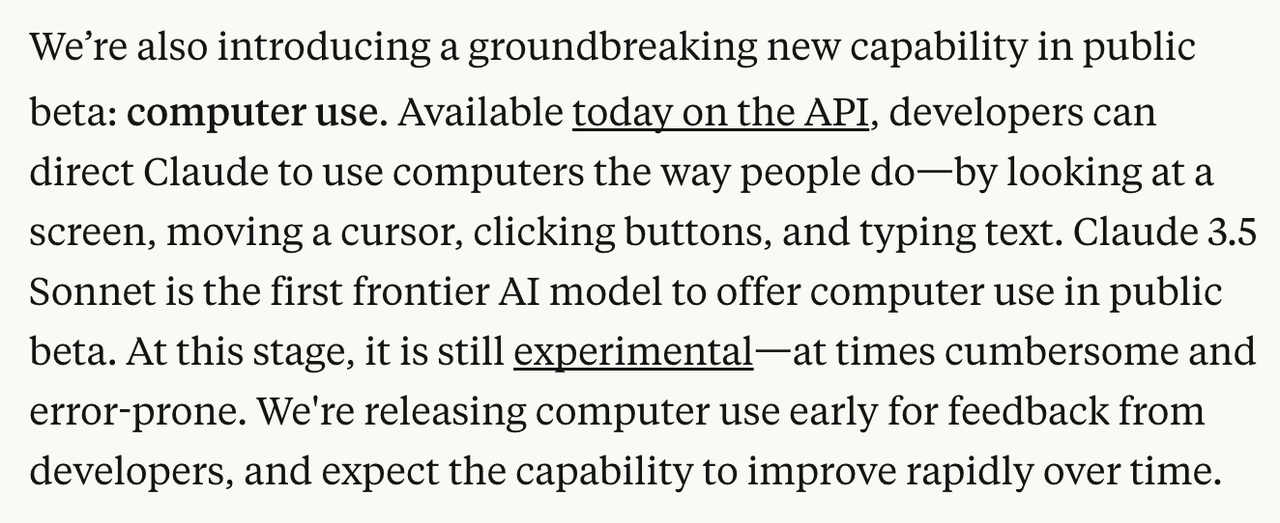 We’re also introducing a groundbreaking new capability in public
beta: computer use. Available today on the API, developers can
direct Claude to use computers the way people do—by looking at a
screen, moving a cursor, clicking buttons, and typing text. Claude 3.5
Sonnet is the first frontier AI model to offer computer use in public
beta. At this stage, it is still experimental—at times cumbersome and
error-prone. We're releasing computer use early for feedback from
developers, and expect the capability to improve rapidly over time.